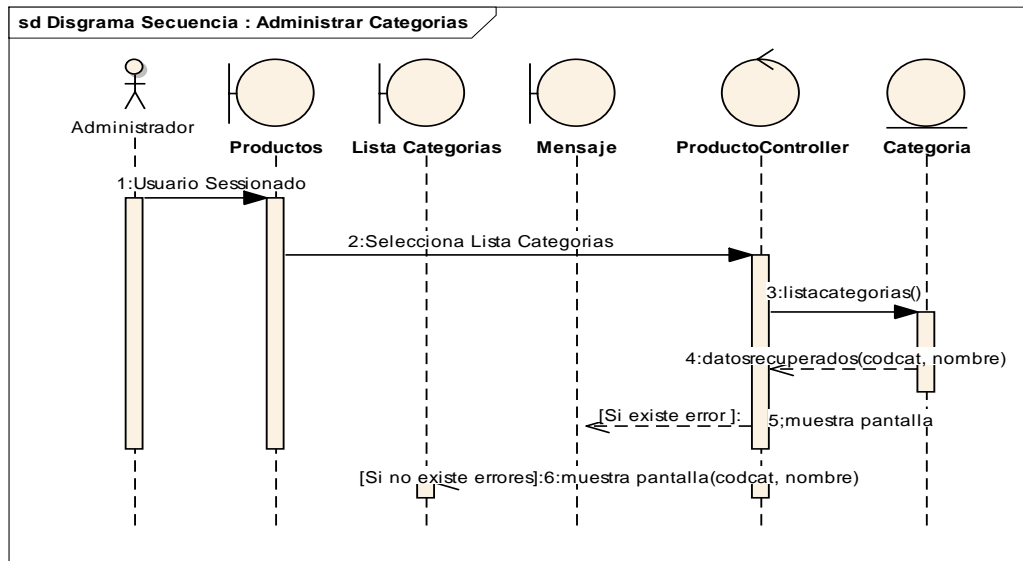 sd Disgrama Secuencia : Administrar Categorias
Administrador
Productos
Lista Categorias
Mensaje
ProductoController
Categoria
1:Usuario Sessionado
2:Selecciona Lista Categorias
3:listacategorias()
4:datosrecuperados(codcat, nombre)
[Si existe error ]:
5;muestra pantalla
[Si no existe errores]:6:muestra pantalla(codcat, nombre)